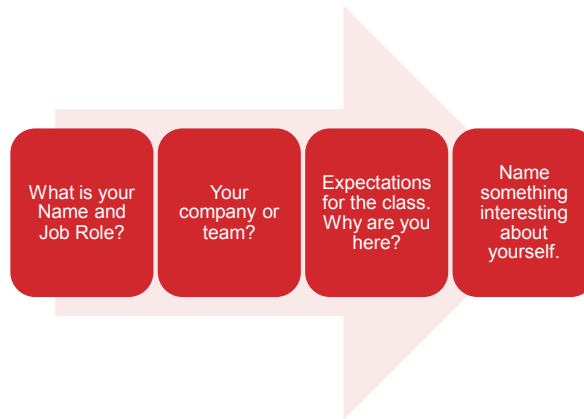 What is your
Name and
Job Role?
Your
company or
team?
Expectations
for the class.
Why are you
here?
Name
something
interesting
about
yourself.